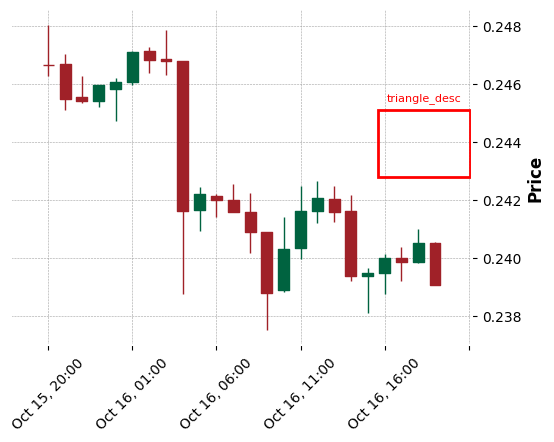 0.248
0.246
triangle_desc
0.244
0.242
0.240
0.238
Price
Oct 15, 20:00
Oct 16, 01:00
Oct 16, 06:00
Oct 16, 11:00
Oct 16, 16:00